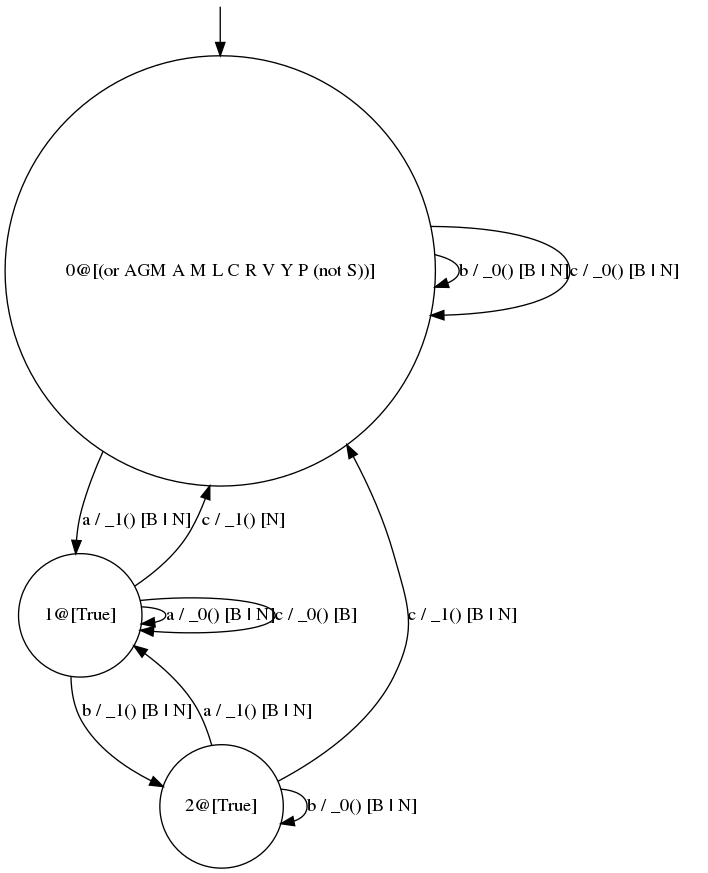 0@[(or AGM A M L C R V Y P (not S))]
b / _0() [B | N]
c / _0() [B | N]
a / _1() [B | N]
c / _1() [N]
1@[True]
a / _0() [B | N]
c / _0() [B]
c / _1() [B | N]
b / _1() [B | N]
a / _1() [B | N]
2@[True]
b / _0() [B | N]